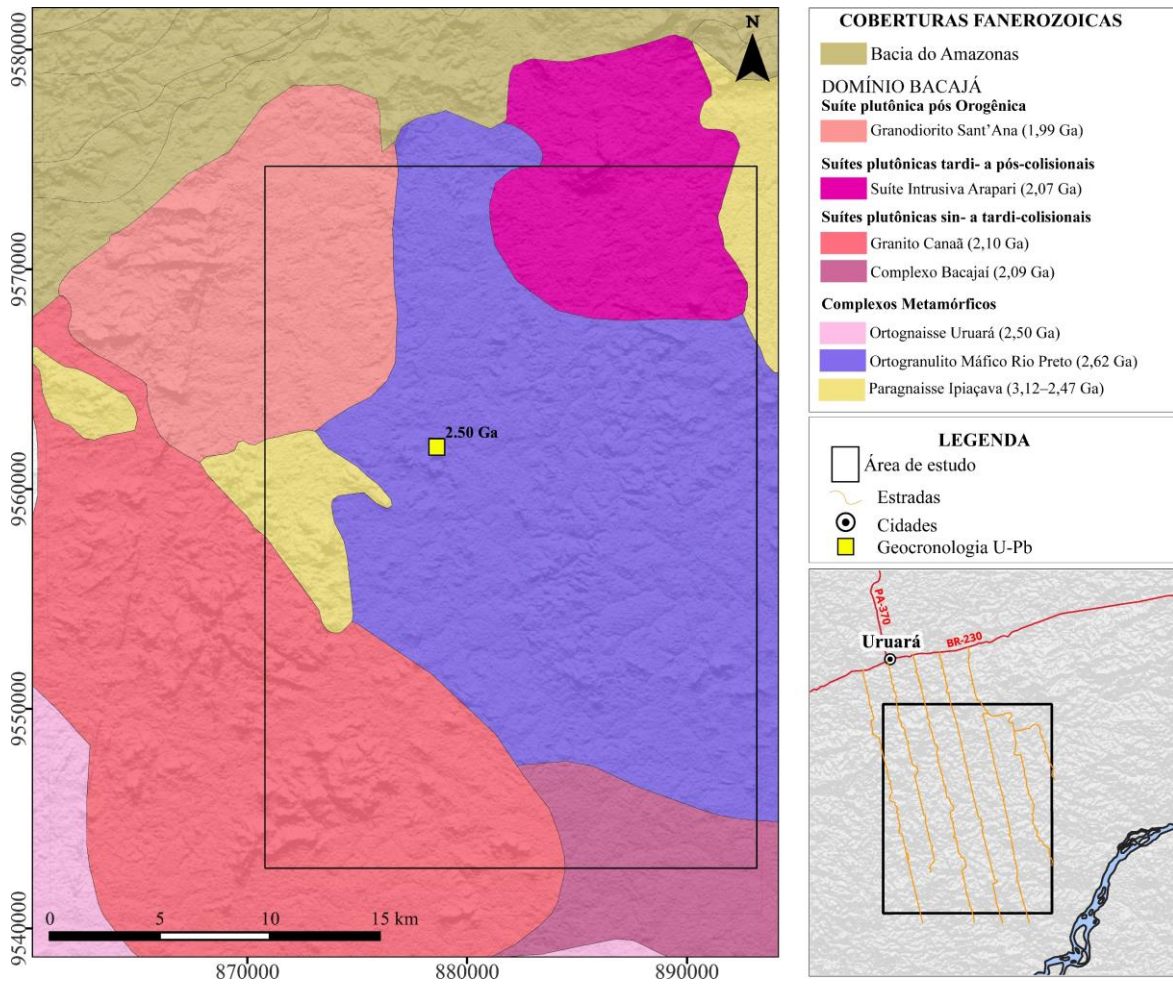 9580000
9570000
9560000
9550000
9540000
N
2.50 Ga
0 5 10 15 km
870000 880000 890000
COBERTURAS FANEROZOICAS
Bacia do Amazonas
DOMÍNIO BACAJÁ
Suíte plutônica pós Orogênica
Granodiorito Sant'Ana (1,99 Ga)
Suítes plutônicas tardi- a pós-colisionais
Suíte Intrusiva Arapari (2,07 Ga)
Suítes plutônicas sin- a tardi-colisionais
Granito Canaã (2,10 Ga)
Complexo Bacajaí (2,09 Ga)
Complexos Metamórficos
Ortognaisse Uruará (2,50 Ga)
Ortogranulito Máfico Rio Preto (2,62 Ga)
Paragnaisse Ipiaçava (3,12–2,47 Ga)
LEGENDA
Área de estudo
Estradas
Cidades
Geocronologia U-Pb
PA-370
Uruará
BR-230